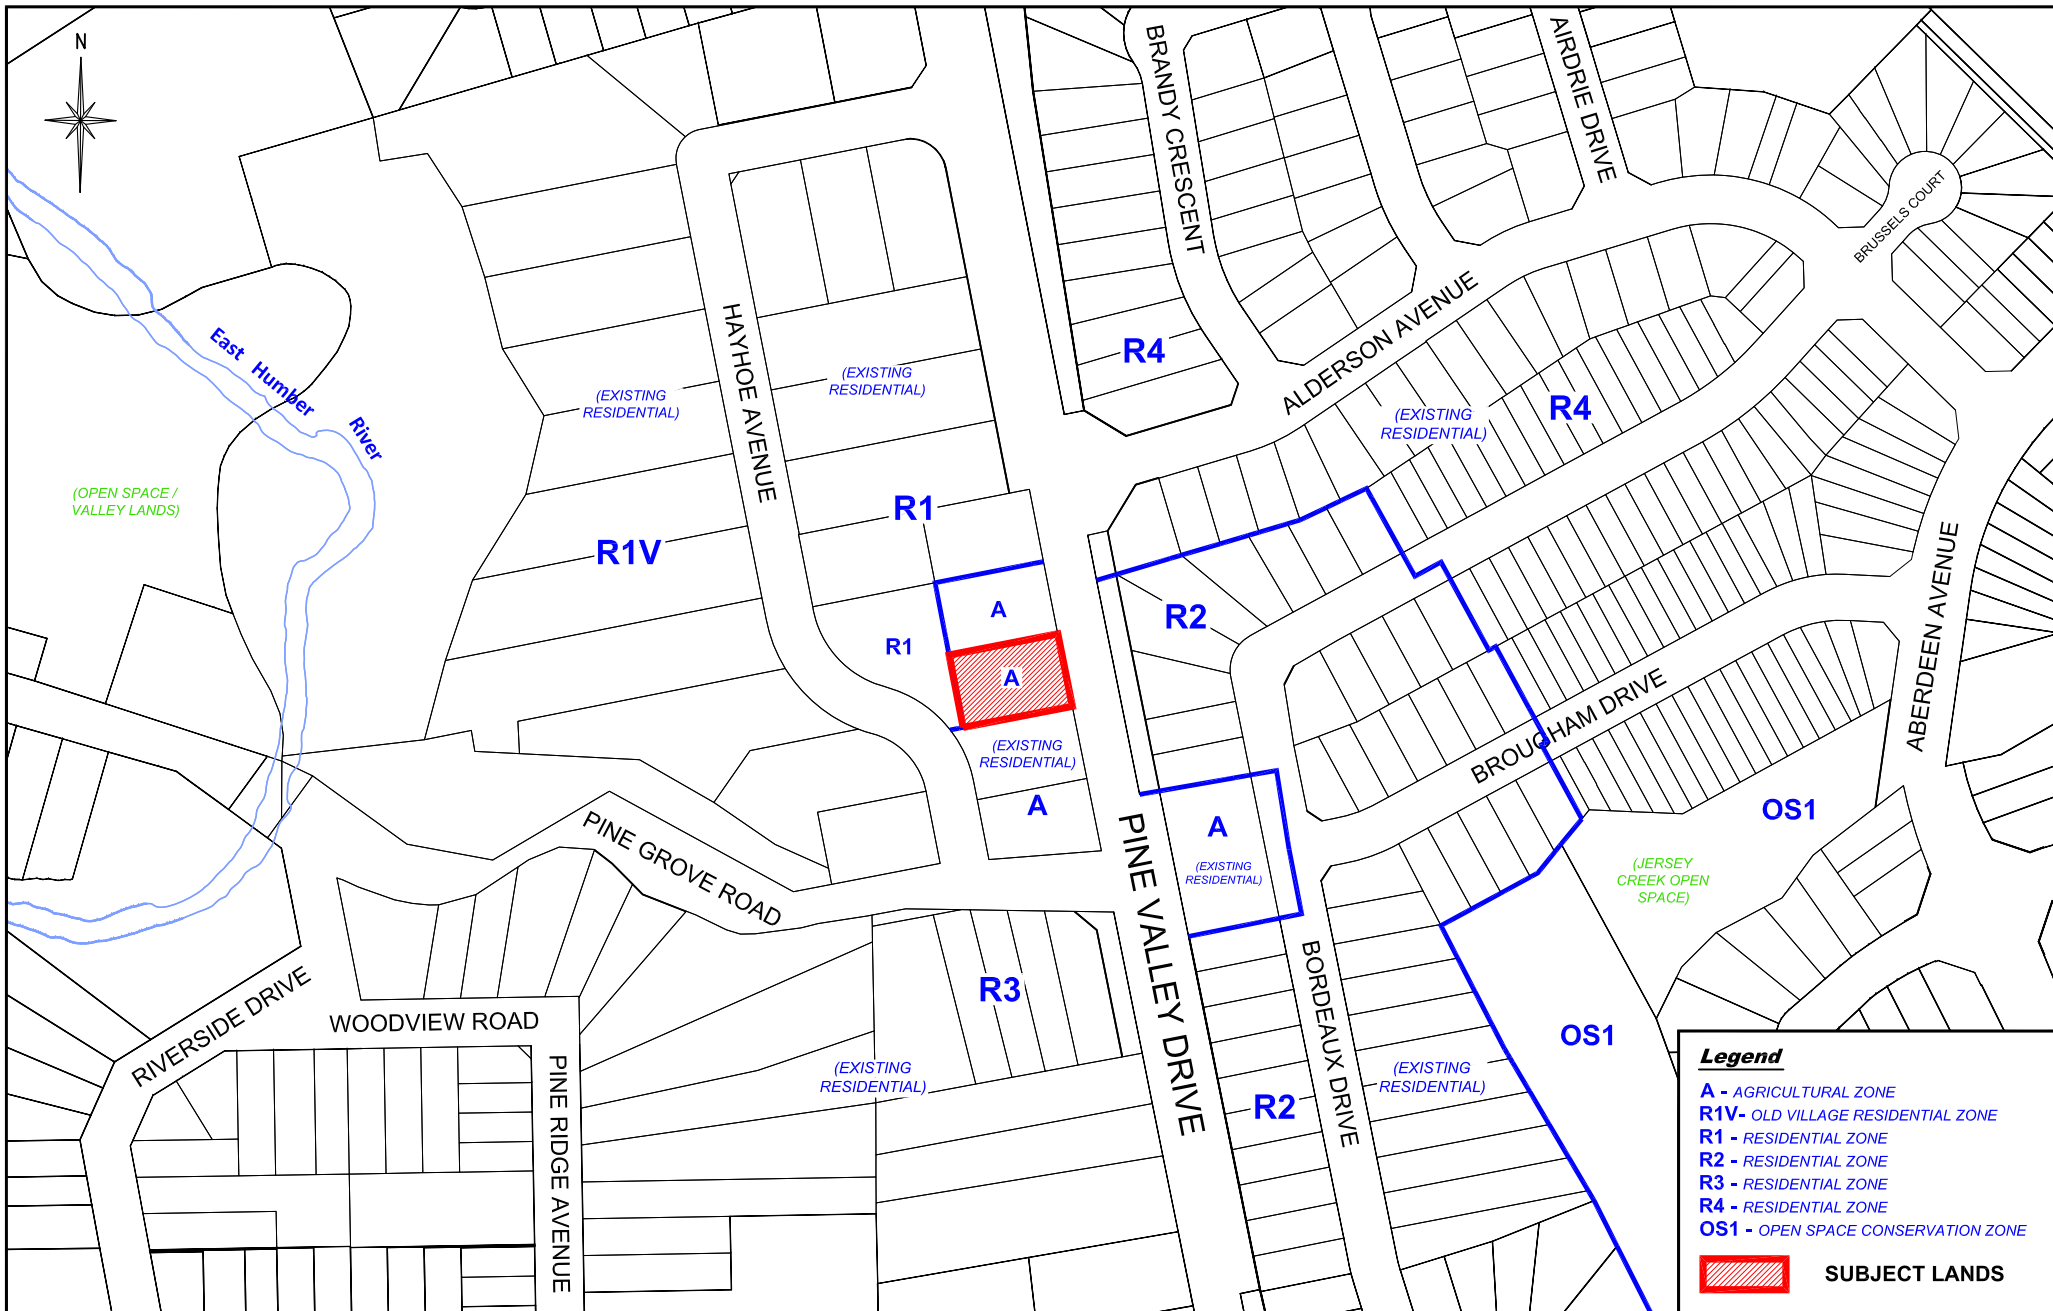 N
BRANDY CRESCENT
AIRDRIE DRIVE
BRUSSELS COURT
East Humber
River
HAYHOE AVENUE
R4
ALDERSON AVENUE
(EXISTING
RESIDENTIAL)
(EXISTING
RESIDENTIAL)
(EXISTING
RESIDENTIAL)
R4
(OPEN SPACE /
VALLEY LANDS)
R1
R1V
A
R2
R1
A
ABERDEEN AVENUE
BROUGHAM DRIVE
(EXISTING
RESIDENTIAL)
A
PINE GROVE ROAD
PINE VALLEY DRIVE
A
(EXISTING
RESIDENTIAL)
OS1
(JERSEY
CREEK OPEN
SPACE)
RIVERSIDE DRIVE
WOODVIEW ROAD
R3
BORDEAUX DRIVE
OS1
PINE RIDGE AVENUE
(EXISTING
RESIDENTIAL)
R2
(EXISTING
RESIDENTIAL)
Legend
A - AGRICULTURAL ZONE
R1V- OLD VILLAGE RESIDENTIAL ZONE
R1 - RESIDENTIAL ZONE
R2 - RESIDENTIAL ZONE
R3 - RESIDENTIAL ZONE
R4 - RESIDENTIAL ZONE
OS1 - OPEN SPACE CONSERVATION ZONE
SUBJECT LANDS